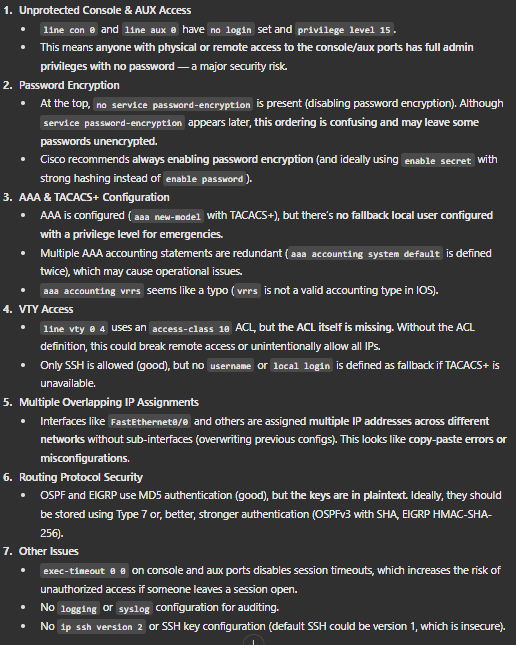 1. Unprotected Console & AUX Access
• line con 0 and line aux 0 have no login set and privilege level 15.
• This means anyone with physical or remote access to the console/aux ports has full admin
privileges with no password — a major security risk.
2. Password Encryption
• At the top, no service password-encryption is present (disabling password encryption). Although
service password-encryption appears later, this ordering is confusing and may leave some
passwords unencrypted.
• Cisco recommends always enabling password encryption (and ideally using enable secret with
strong hashing instead of enable password).
3. AAA & TACACS+ Configuration
• AAA is configured (aaa new-model with TACACS+), but there's no fallback local user configured
with a privilege level for emergencies.
• Multiple AAA accounting statements are redundant (aaa accounting system default is defined
twice), which may cause operational issues.
• aaa accounting vrrs seems like a typo (vrrs is not a valid accounting type in IOS).
4. VTY Access
• line vty 0 4 uses an access-class 10 ACL, but the ACL itself is missing. Without the ACL
definition, this could break remote access or unintentionally allow all IPs.
• Only SSH is allowed (good), but no username or local login is defined as fallback if TACACS+ is
unavailable.
5. Multiple Overlapping IP Assignments
• Interfaces like FastEthernet0/0 and others are assigned multiple IP addresses across different
networks without sub-interfaces (overwriting previous configs). This looks like copy-paste errors or
misconfigurations.
6. Routing Protocol Security
• OSPF and EIGRP use MD5 authentication (good), but the keys are in plaintext. Ideally, they should
be stored using Type 7 or, better, stronger authentication (OSPFv3 with SHA, EIGRP HMAC-SHA-
256).
7. Other Issues
• exec-timeout 0 0 on console and aux ports disables session timeouts, which increases the risk of
unauthorized access if someone leaves a session open.
• No logging or syslog configuration for auditing.
• No ip ssh version 2 or SSH key configuration (default SSH could be version 1, which is insecure).